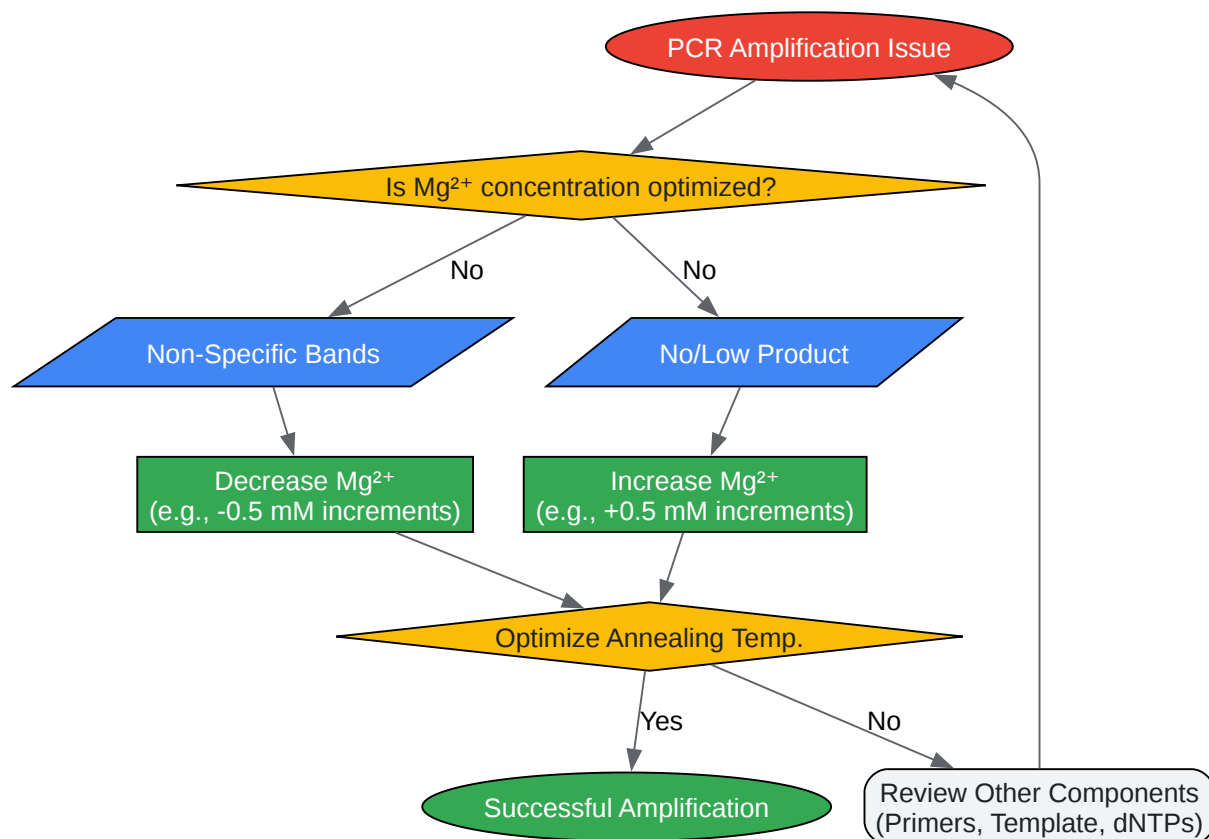 PCR Amplification Issue
Is Mg²⁺ concentration optimized?
No
No
Non-Specific Bands
No/Low Product
Decrease Mg²⁺
(e.g., -0.5 mM increments)
Increase Mg²⁺
(e.g., +0.5 mM increments)
Optimize Annealing Temp.
Yes
No
Successful Amplification
Review Other Components
(Primers, Template, dNTPs)